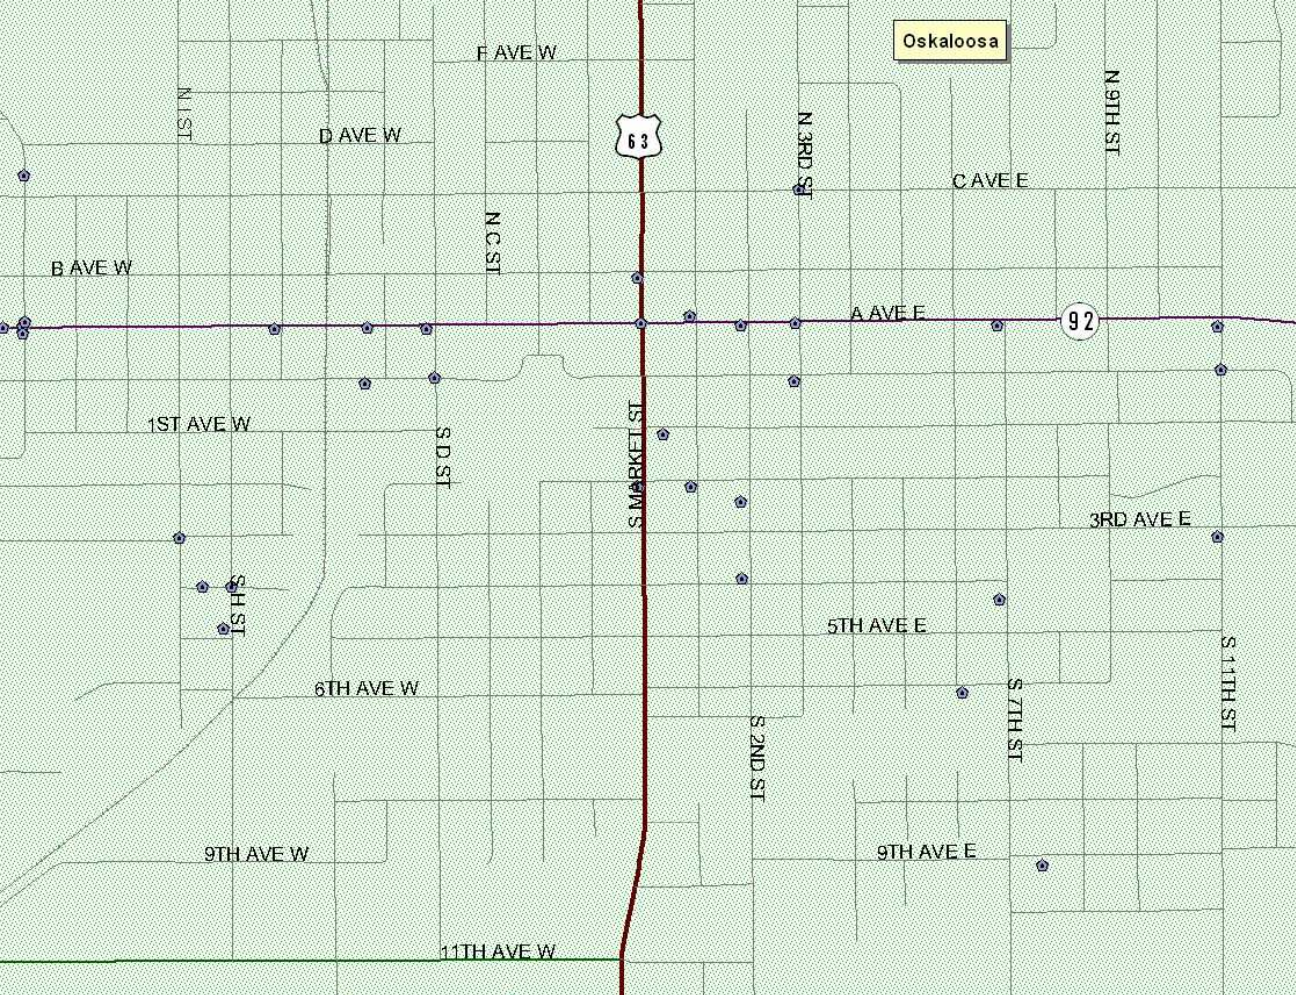 Oskaloosa
F AVE W
N 9TH ST
N I ST
N 3RD ST
D AVE W
63
C AVE E
N C ST
B AVE W
A AVE E
92
1ST AVE W
S MARKET ST
S D ST
3RD AVE E
S H ST
5TH AVE E
S 11TH ST
6TH AVE W
S 7TH ST
S 2ND ST
9TH AVE W
9TH AVE E
11TH AVE W